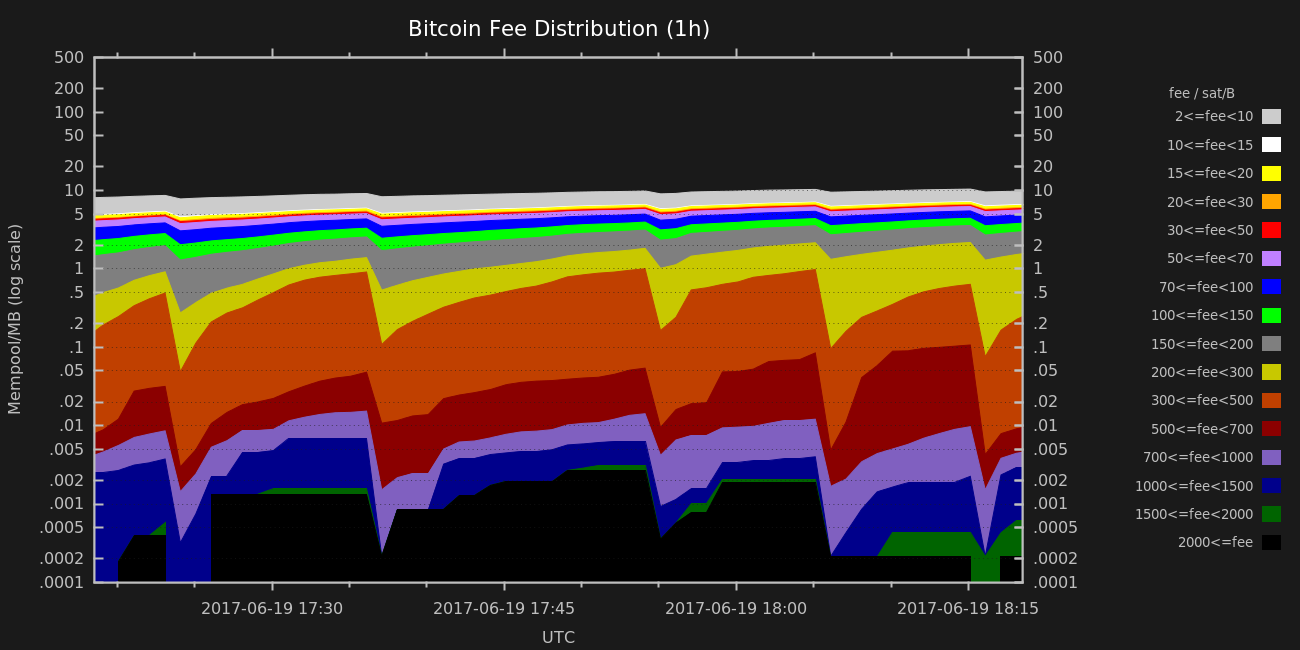 Bitcoin Fee Distribution (1h)
500
200
100
50
20
10
5
2
1
.5
.2
.1
.05
.02
.01
.005
.002
.001
.0005
.0002
.0001
Mempool/MB (log scale)
500
200
100
50
20
10
5
2
1
.5
.2
.1
.05
.02
.01
.005
.002
.001
.0005
.0002
.0001
fee / sat/B
2<=fee<10
10<=fee<15
15<=fee<20
20<=fee<30
30<=fee<50
50<=fee<70
70<=fee<100
100<=fee<150
150<=fee<200
200<=fee<300
300<=fee<500
500<=fee<700
700<=fee<1000
1000<=fee<1500
1500<=fee<2000
2000<=fee
2017-06-19 17:30 2017-06-19 17:45 2017-06-19 18:00 2017-06-19 18:15
UTC